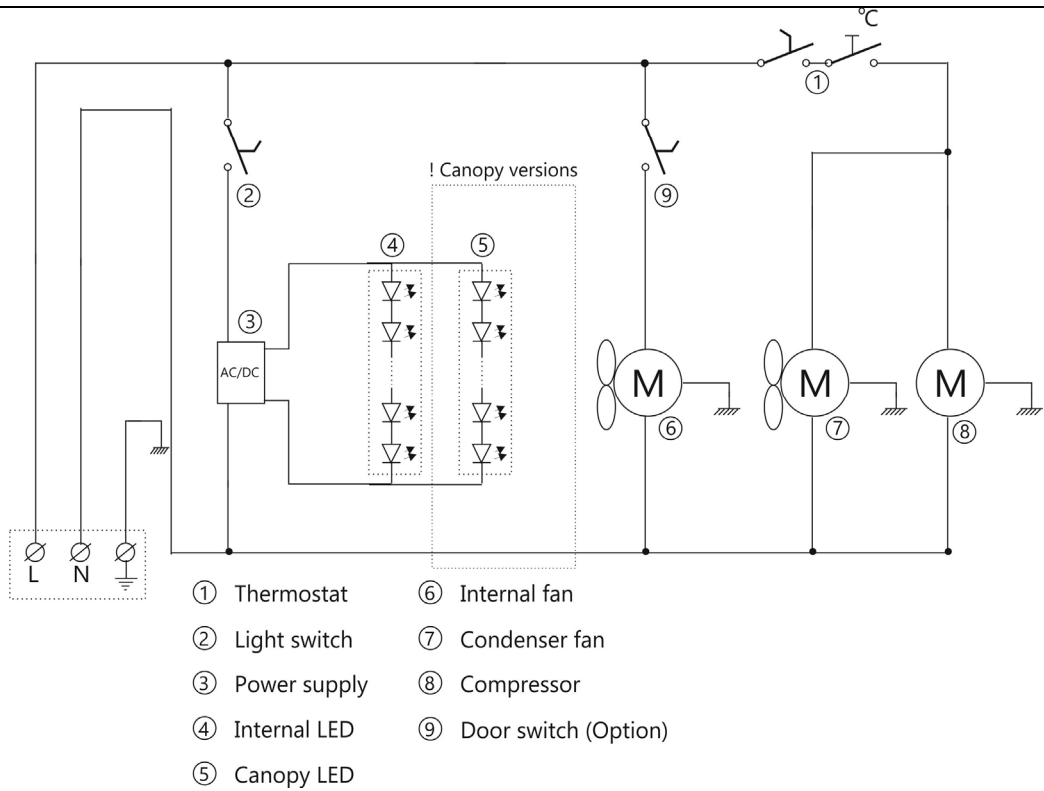 °C
①
②
⑨
! Canopy versions
④
⑤
③
AC/DC
M
M
M
⑥
⑦
⑧
L N
① Thermostat
⑥ Internal fan
② Light switch
⑦ Condenser fan
③ Power supply
⑧ Compressor
④ Internal LED
⑨ Door switch (Option)
⑤ Canopy LED